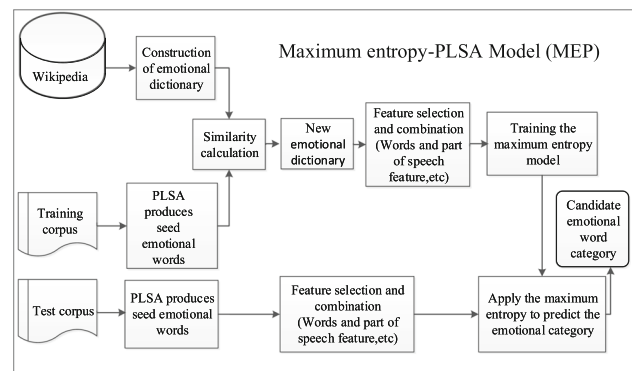 Maximum entropy-PLSA Model (MEP)
Wikipedia
Construction
of emotional
dictionary
Similarity
calculation
New
emotional
dictionary
Feature selection
and combination
(Words and part
of speech
feature,etc)
Training the
maximum entropy
model
Training
corpus
PLSA
produces
seed
emotional
words
Candidate
emotional
word
category
Test corpus
PLSA produces
seed emotional
words
Feature selection and
combination
(Words and part of
speech feature,etc)
Apply the maximum
entropy to predict the
emotional category